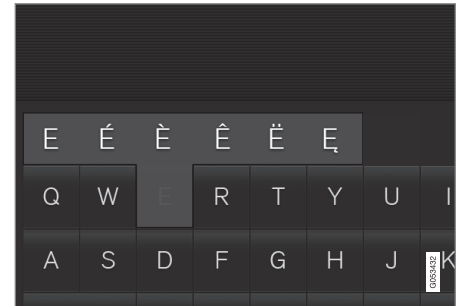 E É È Ê Ë Ę
Q W E R T Y U I
A S D F G H J K
G053432